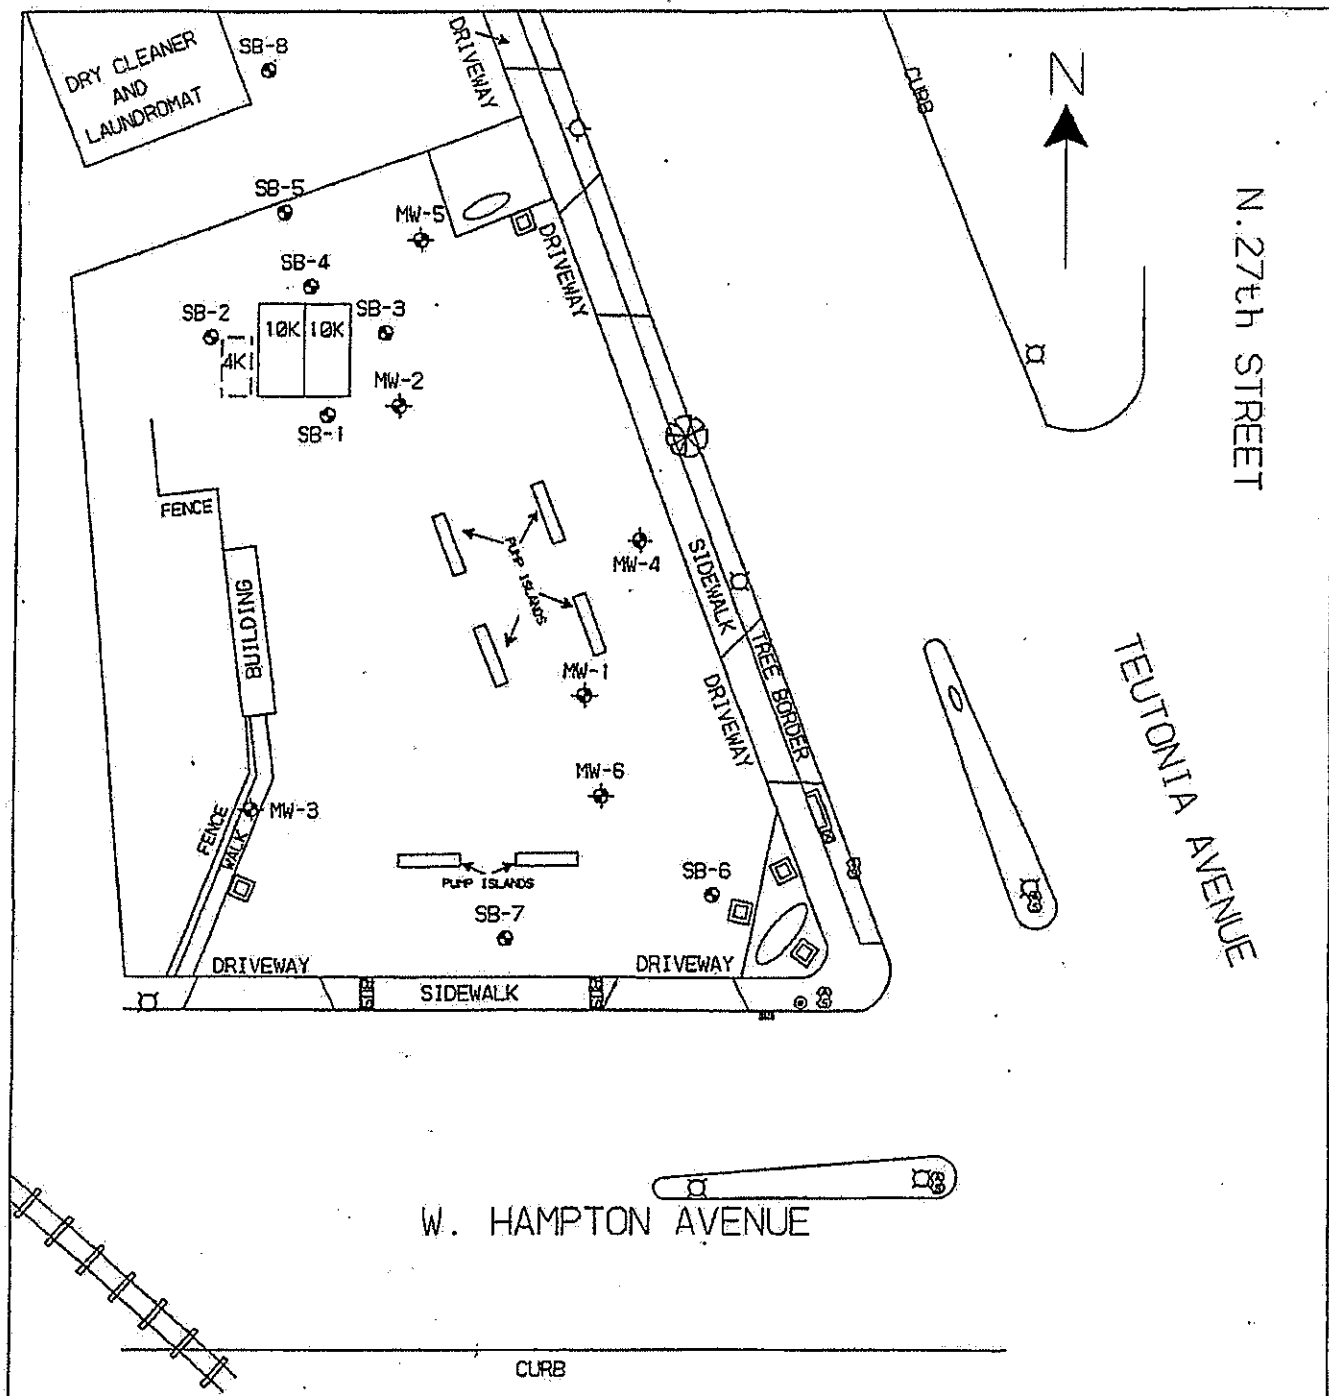 DRIVEWAY
SB-8
DRY CLEANER
AND
LAUNDROMAT
CURB
N
N.27th STREET
SB-5
MW-5
DRIVEWAY
SB-4
SB-2
10K
10K
SB-3
4K
MW-2
SB-1
FENCE
PUMP ISLANDS
MW-4
SIDEWALK
BUILDING
TREE BORDER
TEUTONIA AVENUE
MW-1
DRIVEWAY
MW-6
MW-3
FENCE
WALK
PUMP ISLANDS
SB-6
SB-7
DRIVEWAY
DRIVEWAY
SIDEWALK
W. HAMPTON AVENUE
CURB